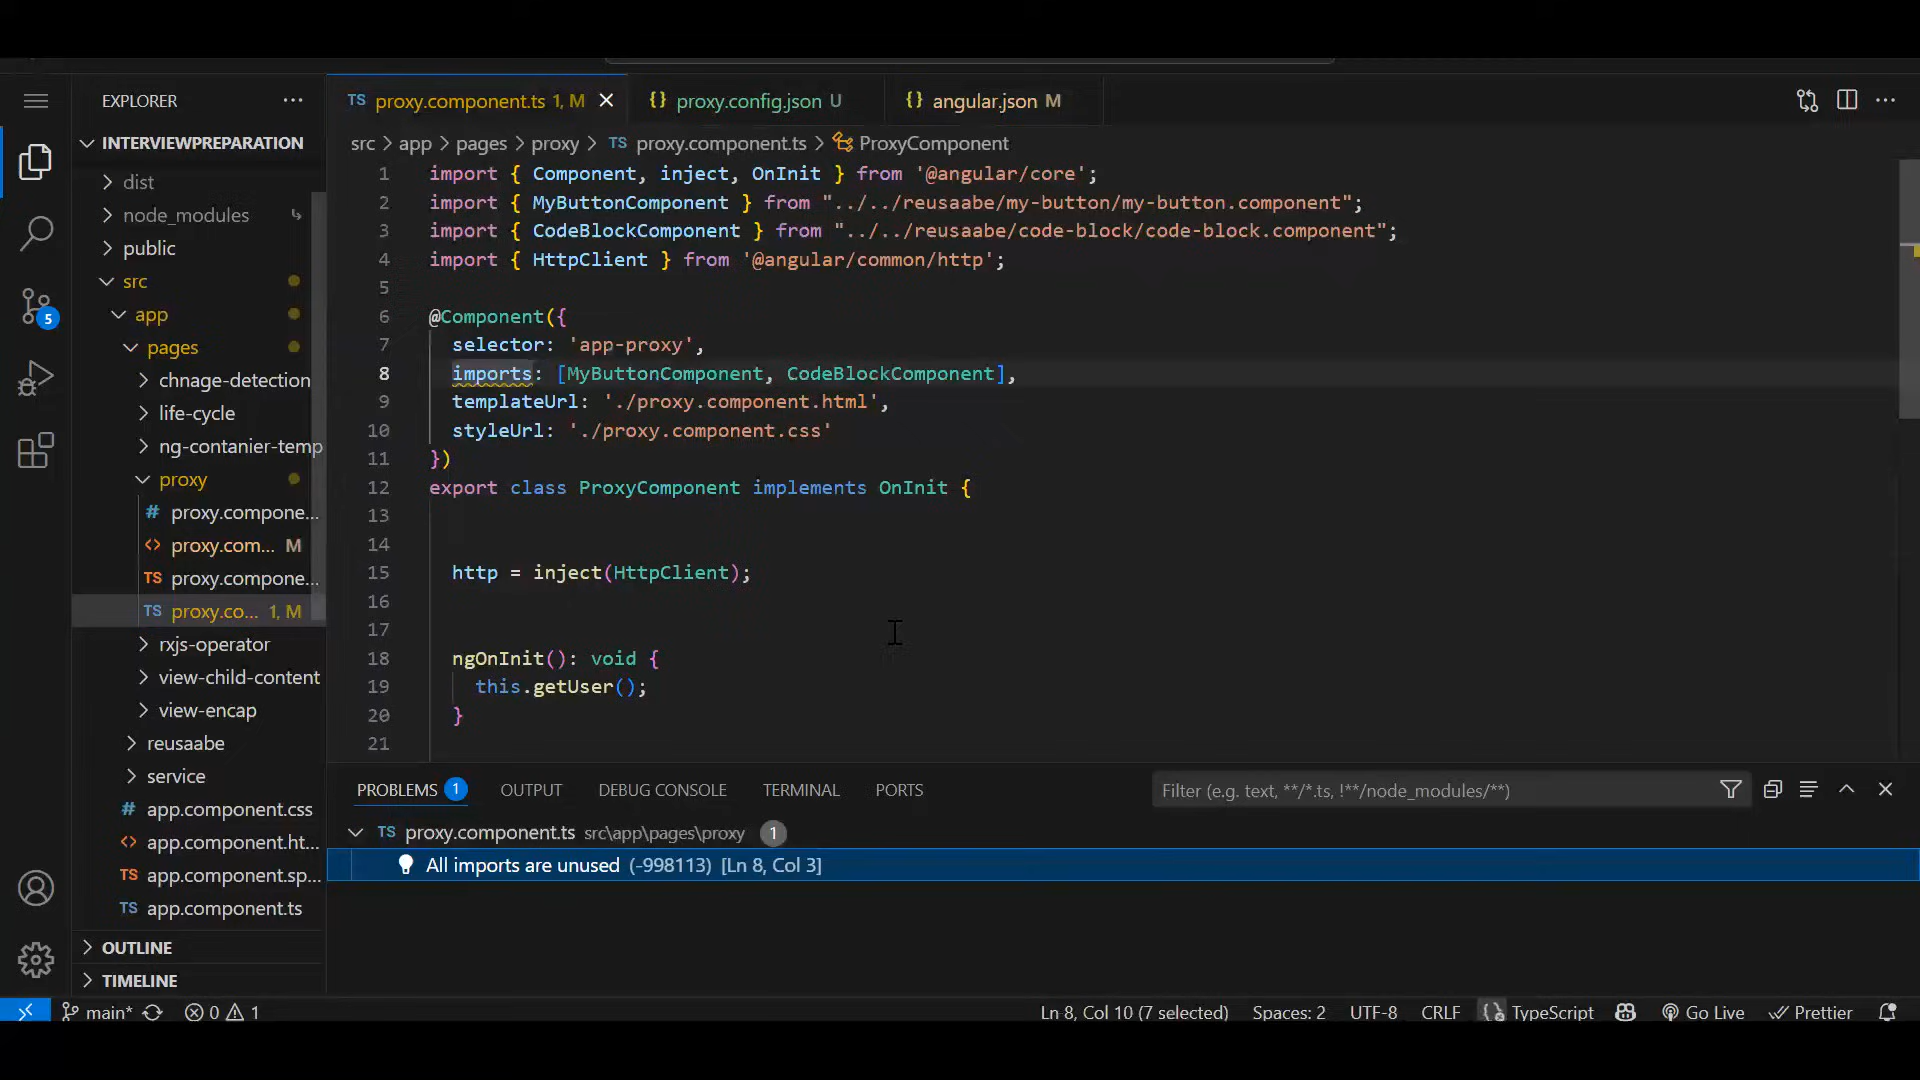 EXPLORER
INTERVIEWPREPARATION
dist
node_modules
public
src
app
pages
chnage-detection
life-cycle
ng-contanier-temp
proxy
proxy.compone...
proxy.com... M
TS proxy.compone...
TS proxy.co... 1, M
rxjs-operator
view-child-content
view-encap
reusaabe
service
# app.component.css
<> app.component.ht...
TS app.component.sp...
TS app.component.ts
OUTLINE
TIMELINE
5
TS proxy.component.ts 1, M
{} proxy.config.json U
{} angular.json M
src > app > pages > proxy > TS proxy.component.ts > ProxyComponent
1 import { Component, inject, OnInit } from '@angular/core';
2 import { MyButtonComponent } from "../../reusaabe/my-button/my-button.component";
3 import { CodeBlockComponent } from "../../reusaabe/code-block/code-block.component";
4 import { HttpClient } from '@angular/common/http';
5
6 @Component({
7 selector: 'app-proxy',
8 imports: [MyButtonComponent, CodeBlockComponent],
9 templateUrl: './proxy.component.html',
10 styleUrl: './proxy.component.css'
11 })
12 export class ProxyComponent implements OnInit {
13
14
15 http = inject(HttpClient);
16
17
18 ngOnInit(): void {
19 this.getUser();
20 }
21
PROBLEMS 1 OUTPUT DEBUG CONSOLE TERMINAL PORTS
Filter (e.g. text, **/*.ts, !**/node_modules/**)
TS proxy.component.ts src\app\pages\proxy 1
All imports are unused (-998113) [Ln 8, Col 3]
main* 0 1
Ln 8, Col 10 (7 selected) Spaces: 2 UTF-8 CRLF {} TypeScript Go Live Prettier